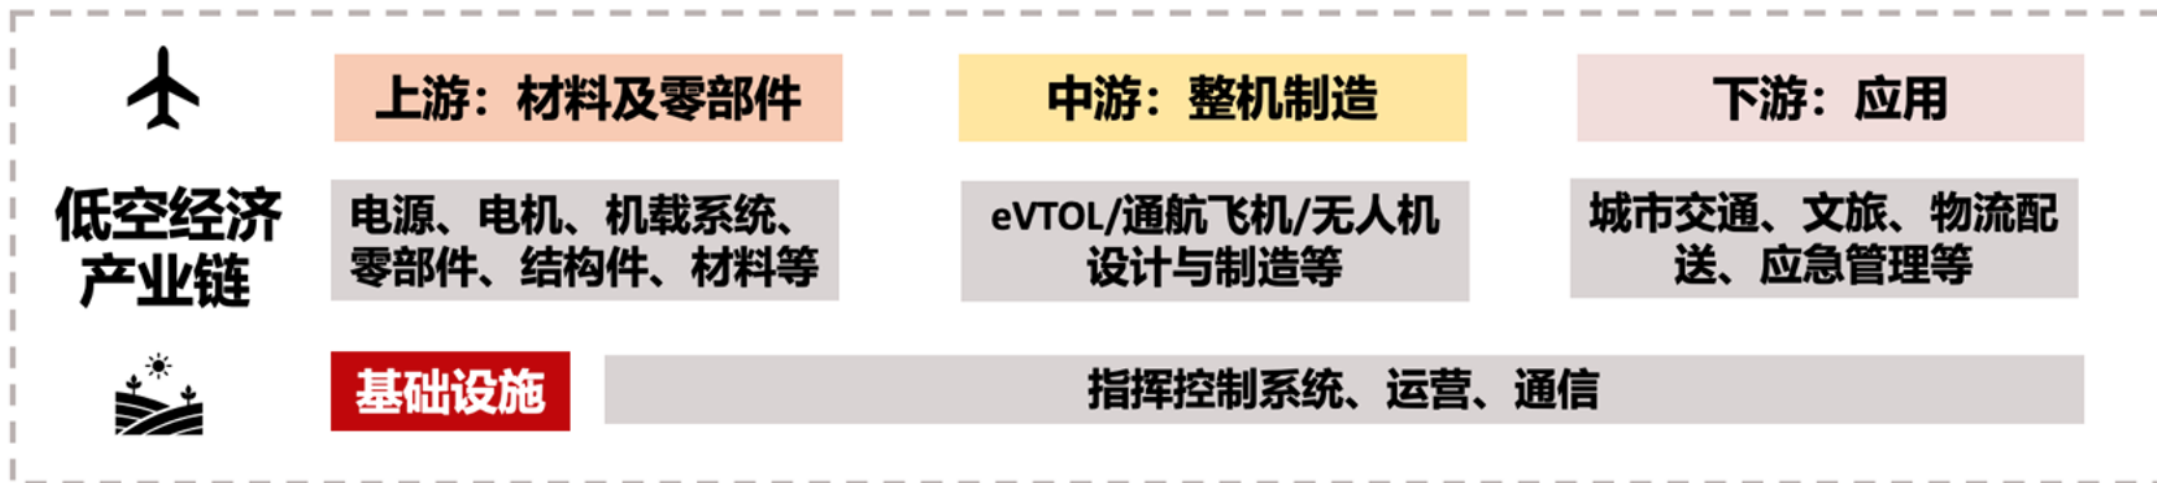 低空经济
产业链
上游：材料及零部件
电源、电机、机载系统、
零部件、结构件、材料等
中游：整机制造
eVTOL/通航飞机/无人机
设计与制造等
下游：应用
城市交通、文旅、物流配
送、应急管理等
基础设施
指挥控制系统、运营、通信